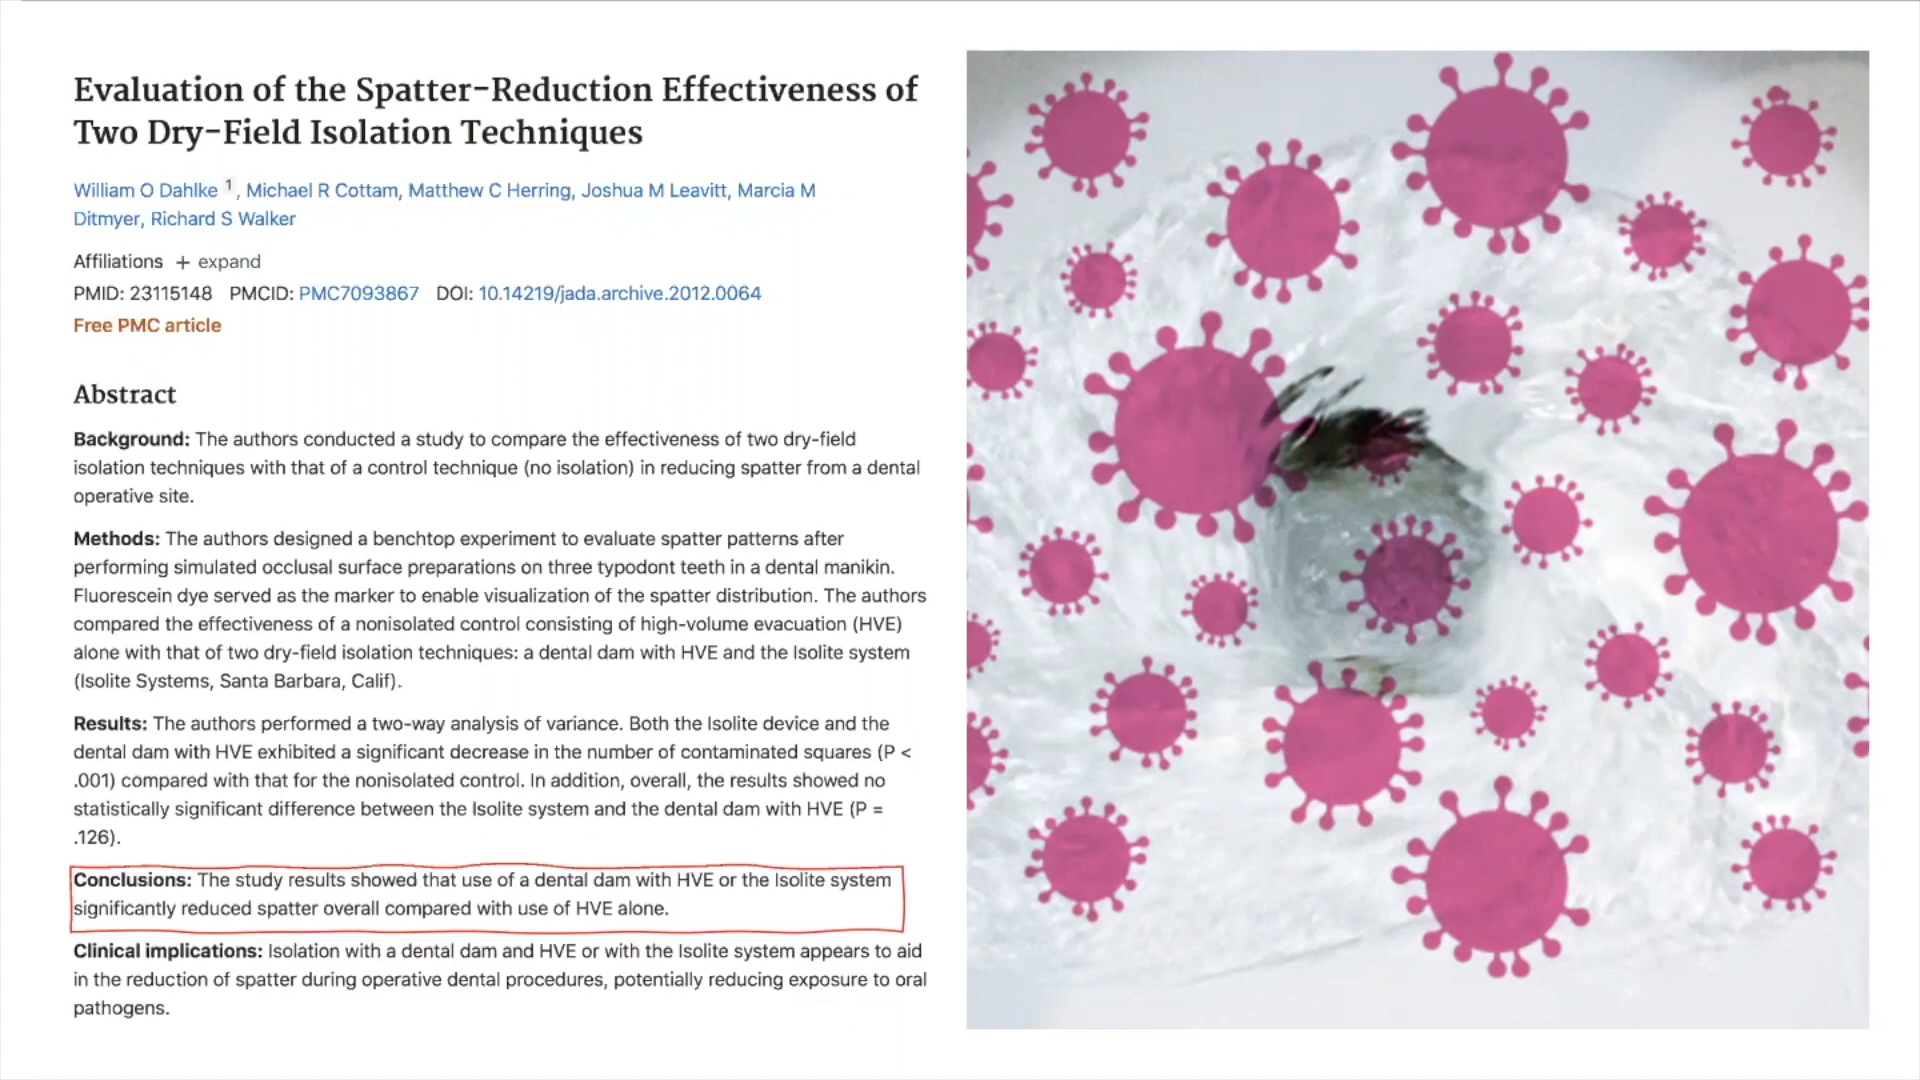 Evaluation of the Spatter-Reduction Effectiveness of
Two Dry-Field Isolation Techniques
William O Dahlke 1, Michael R Cottam, Matthew C Herring, Joshua M Leavitt, Marcia M
Ditmyer, Richard S Walker
Affiliations + expand
PMID: 23115148 PMCID: PMC7093867 DOI: 10.14219/jada.archive.2012.0064
Free PMC article
Abstract
Background: The authors conducted a study to compare the effectiveness of two dry-field
isolation techniques with that of a control technique (no isolation) in reducing spatter from a dental
operative site.
Methods: The authors designed a benchtop experiment to evaluate spatter patterns after
performing simulated occlusal surface preparations on three typodont teeth in a dental manikin.
Fluorescein dye served as the marker to enable visualization of the spatter distribution. The authors
compared the effectiveness of a nonisolated control consisting of high-volume evacuation (HVE)
alone with that of two dry-field isolation techniques: a dental dam with HVE and the Isolite system
(Isolite Systems, Santa Barbara, Calif).
Results: The authors performed a two-way analysis of variance. Both the Isolite device and the
dental dam with HVE exhibited a significant decrease in the number of contaminated squares (P <
.001) compared with that for the nonisolated control. In addition, overall, the results showed no
statistically significant difference between the Isolite system and the dental dam with HVE (P =
.126).
Conclusions: The study results showed that use of a dental dam with HVE or the Isolite system
significantly reduced spatter overall compared with use of HVE alone.
Clinical implications: Isolation with a dental dam and HVE or with the Isolite system appears to aid
in the reduction of spatter during operative dental procedures, potentially reducing exposure to oral
pathogens.